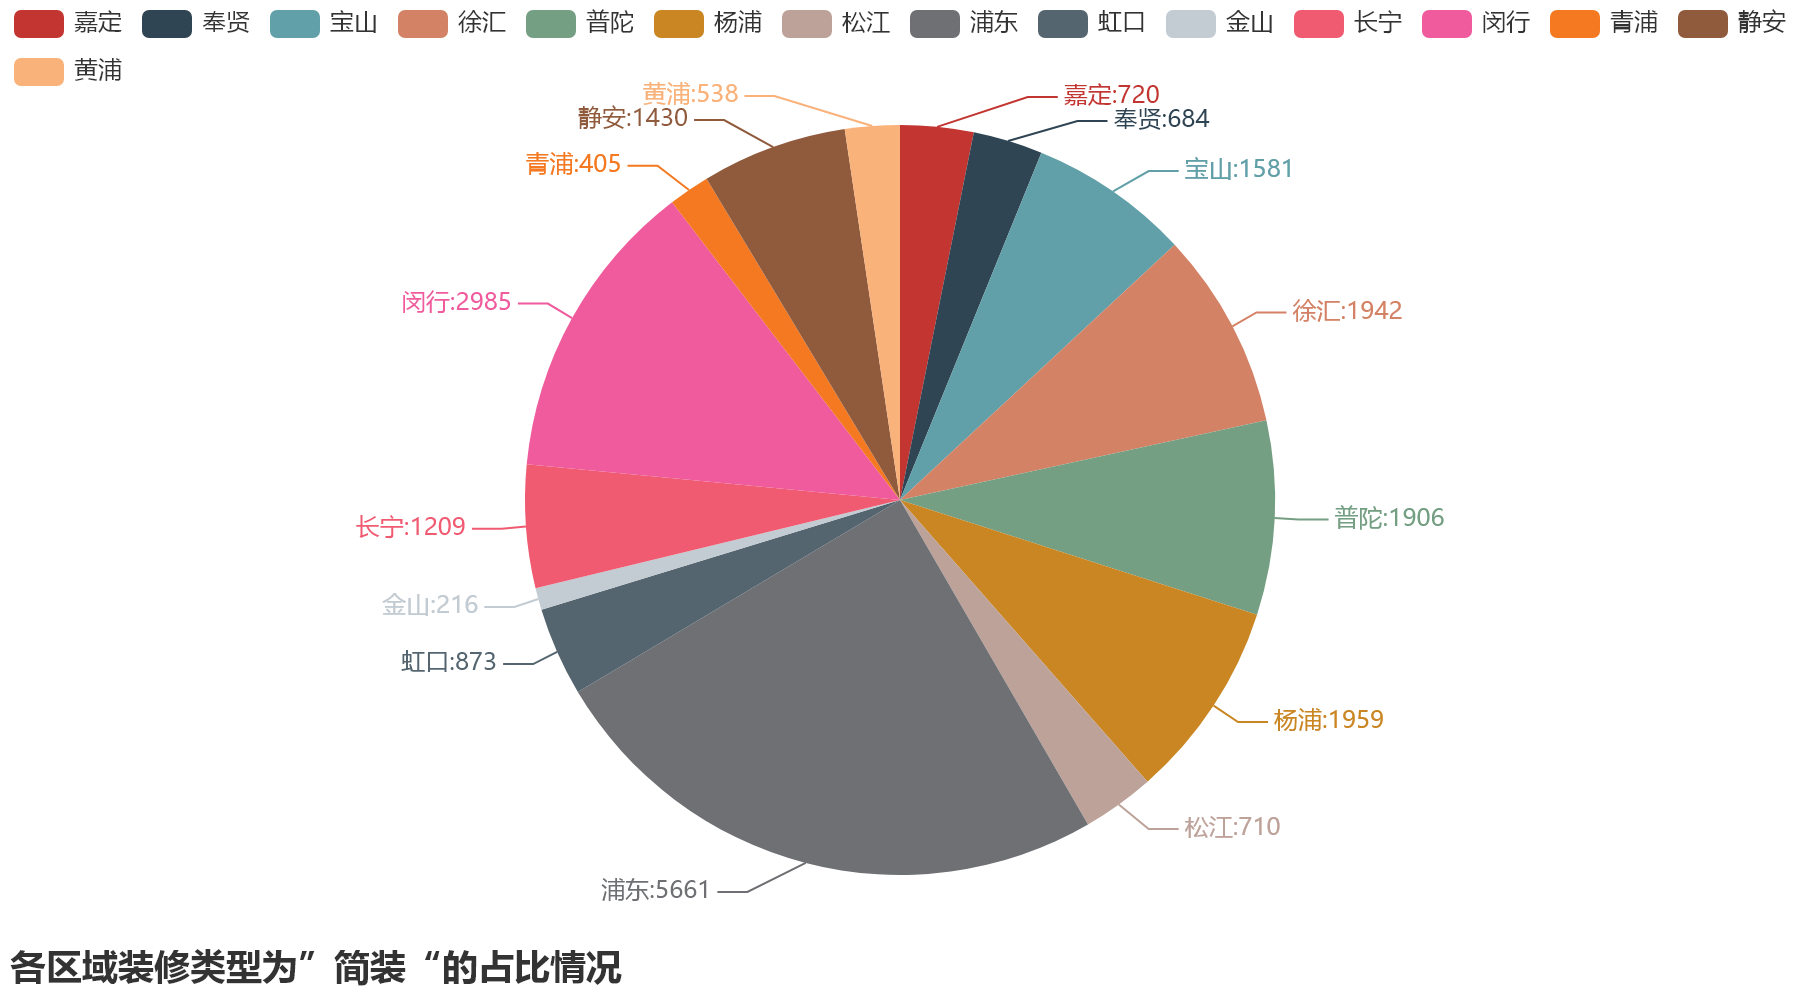 嘉定 奉贤 宝山 徐汇 普陀 杨浦 松江 浦东 虹口 金山 长宁 闵行 青浦 静安
黄浦
黄浦:538
嘉定:720
静安:1430
奉贤:684
青浦:405
宝山:1581
闵行:2985
徐汇:1942
长宁:1209
普陀:1906
金山:216
虹口:873
杨浦:1959
松江:710
浦东:5661
各区域装修类型为”简装“的占比情况